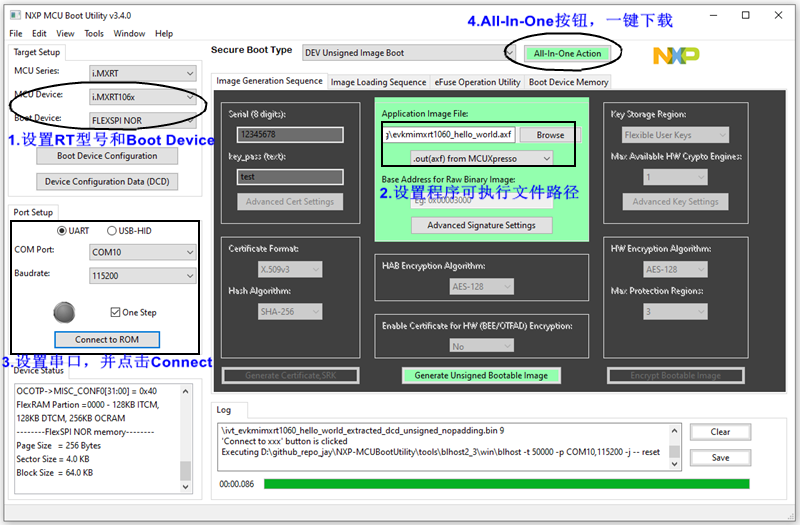 NXP MCU Boot Utility v3.4.0
4.All-In-One按钮，一键下载
File Edit View Tools Window Help
Target Setup
MCU Series: i.MXRT
MCU Device: i.MXRT106x
Boot Device: FLEXSPI NOR
1.设置RT型号和Boot Device
Boot Device Configuration
Device Configuration Data (DCD)
Port Setup
UART USB-HID
COM Port: COM10
Baudrate: 115200
One Step
Connect to ROM
3.设置串口，并点击Connect
Device Status
OCOTP->MISC_CONF0[31:00] = 0x40
FlexRAM Partion =0000 - 128KB ITCM,
128KB DTCM, 256KB OCRAM
--------FlexSPI NOR memory--------
Page Size = 256 Bytes
Sector Size = 4.0 KB
Block Size = 64.0 KB
Secure Boot Type DEV Unsigned Image Boot All-In-One Action NXP
Image Generation Sequence Image Loading Sequence eFuse Operation Utility Boot Device Memory
Serial (8 digits):
12345678
key_pass (text):
test
Advanced Cert Settings
Application Image File:
g\evkmimxrt1060_hello_world.axf Browse
.out(axf) from MCUXpresso
Base Address for Raw Binary Image:
2.设置程序可执行文件路径
Eg: 0x00003000
Advanced Signature Settings
Key Storage Region:
Flexible User Keys
Max Available HW Crypto Engines:
1
Advanced Key Settings
Certificate Format:
X.509v3
Hash Algorithm:
SHA-256
HAB Encryption Algorithm:
AES-128
Enable Certificate for HW (BEE/OTFAD) Encryption:
No
HW Encryption Algorithm:
AES-128
Max Protection Regions:
3
Generate Certificate,SRK
Generate Unsigned Bootable Image
Encrypt Bootable Image
Log
\ivt_evkmimxrt1060_hello_world_extracted_dcd_unsigned_nopadding.bin 9
'Connect to xxx' button is clicked
Executing D:\github_repo_jay\NXP-MCUBootUtility\tools\blhost2_3\win\blhost -t 50000 -p COM10,115200 -j -- reset
Clear
Save
00:00.086